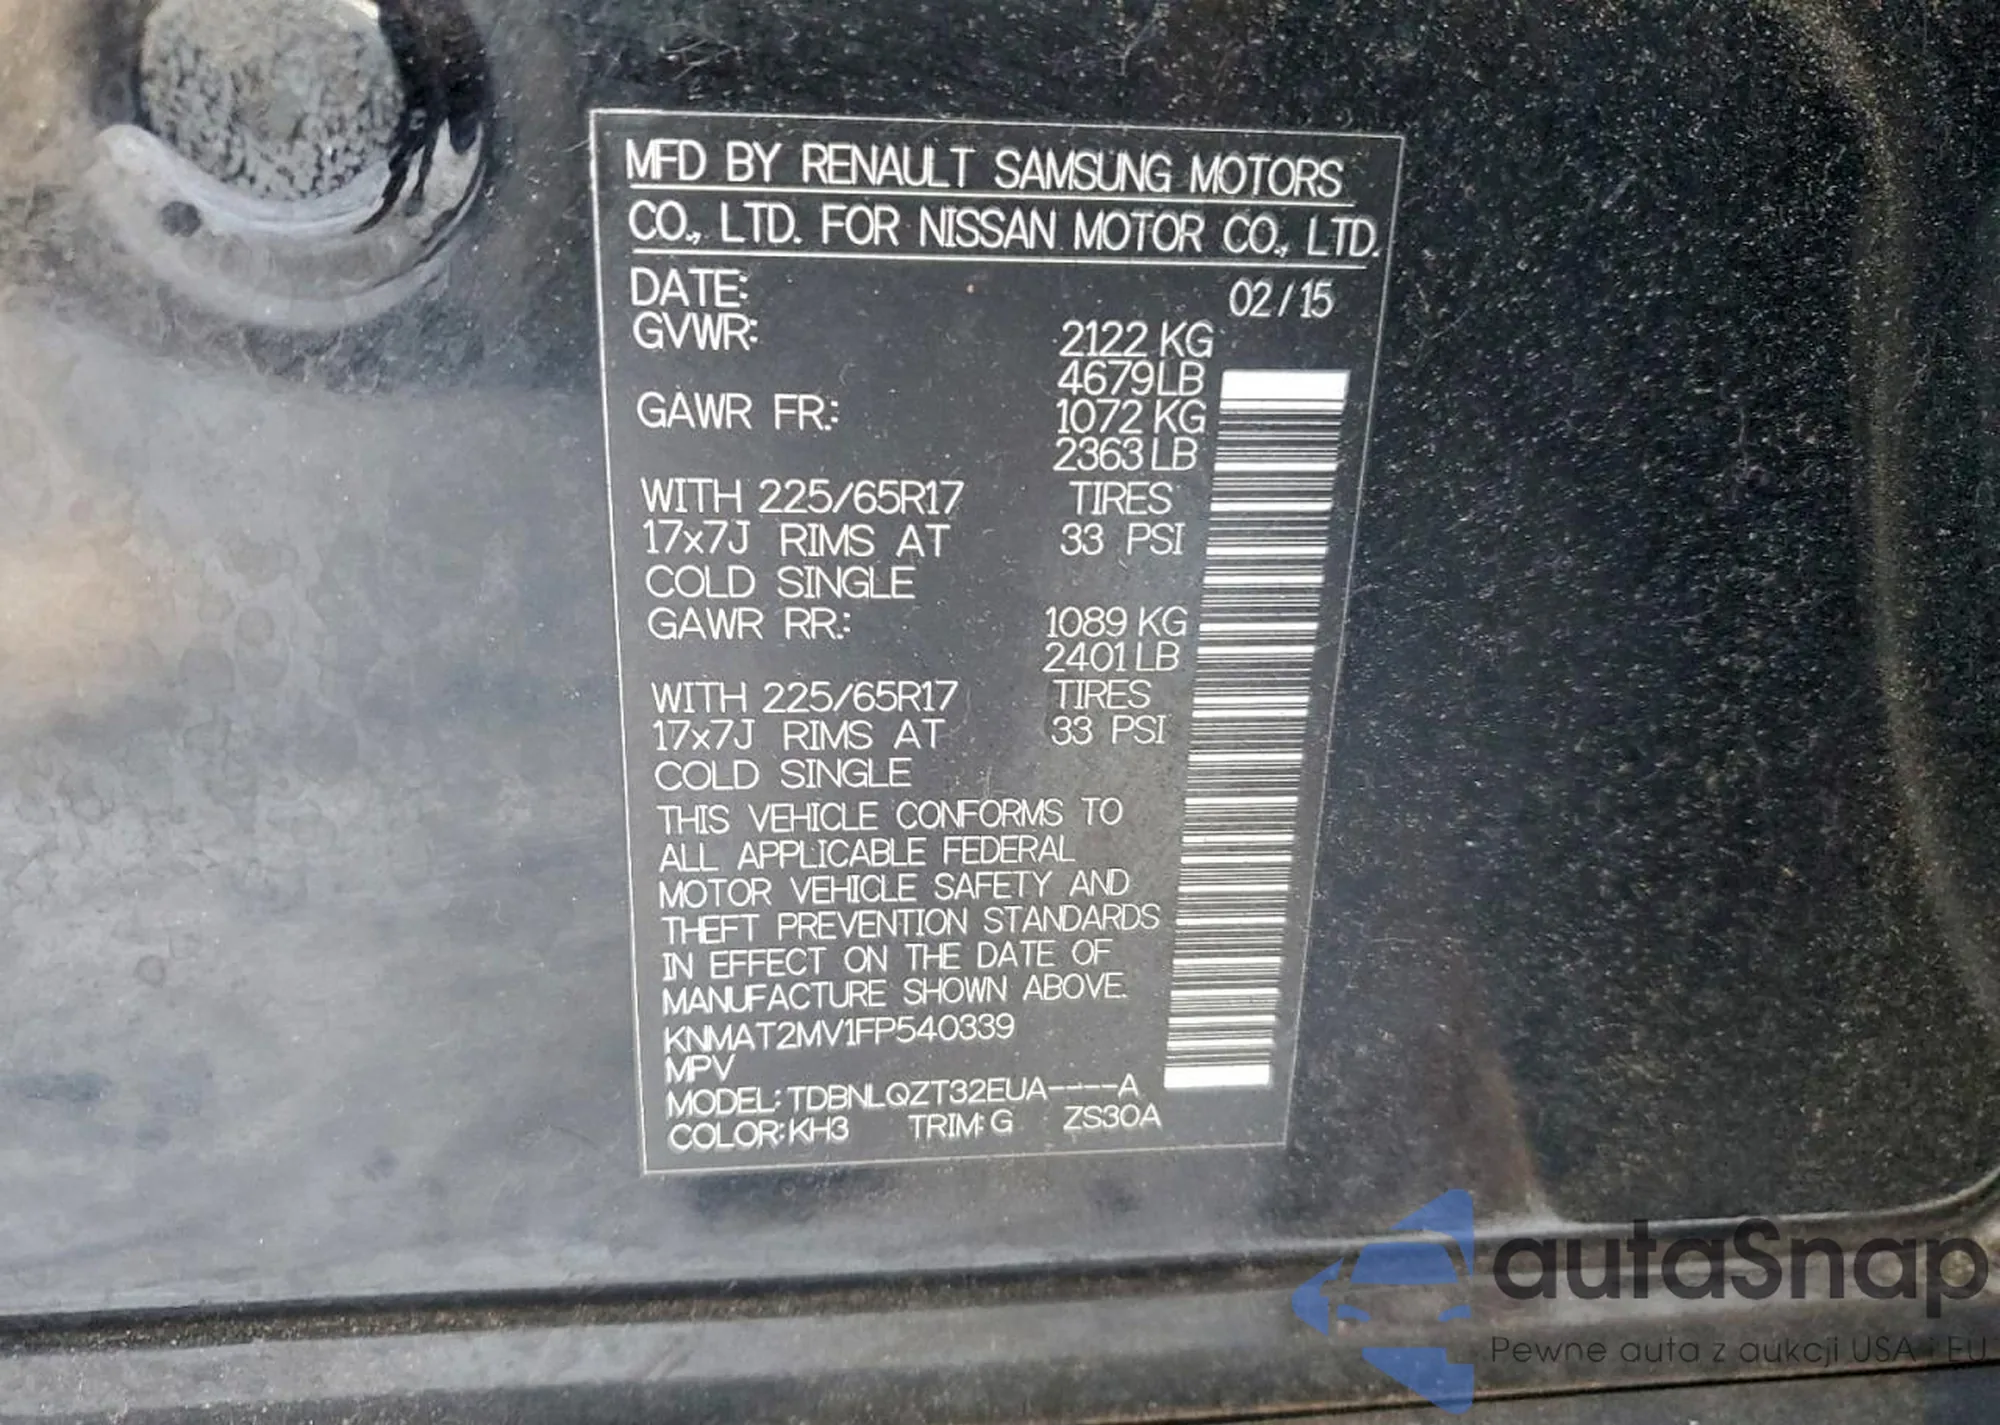 MFD BY RENAULT SAMSUNG MOTORS
CO., LTD. FOR NISSAN MOTOR CO., LTD.
DATE: 02/15
GVWR: 2122 KG
4679 LB
GAWR FR.: 1072 KG
2363 LB
WITH 225/65R17 TIRES
17x7J RIMS AT 33 PSI
COLD SINGLE
GAWR RR.: 1089 KG
2401 LB
WITH 225/65R17 TIRES
17x7J RIMS AT 33 PSI
COLD SINGLE
THIS VEHICLE CONFORMS TO
ALL APPLICABLE FEDERAL
MOTOR VEHICLE SAFETY AND
THEFT PREVENTION STANDARDS
IN EFFECT ON THE DATE OF
MANUFACTURE SHOWN ABOVE.
KNMAT2MV1FP540339
MPV
MODEL: TDBNLQZT32EUA----A
COLOR: KH3 TRIM: G ZS30A
autaSnap
Pewne auta z aukcji USA i EU